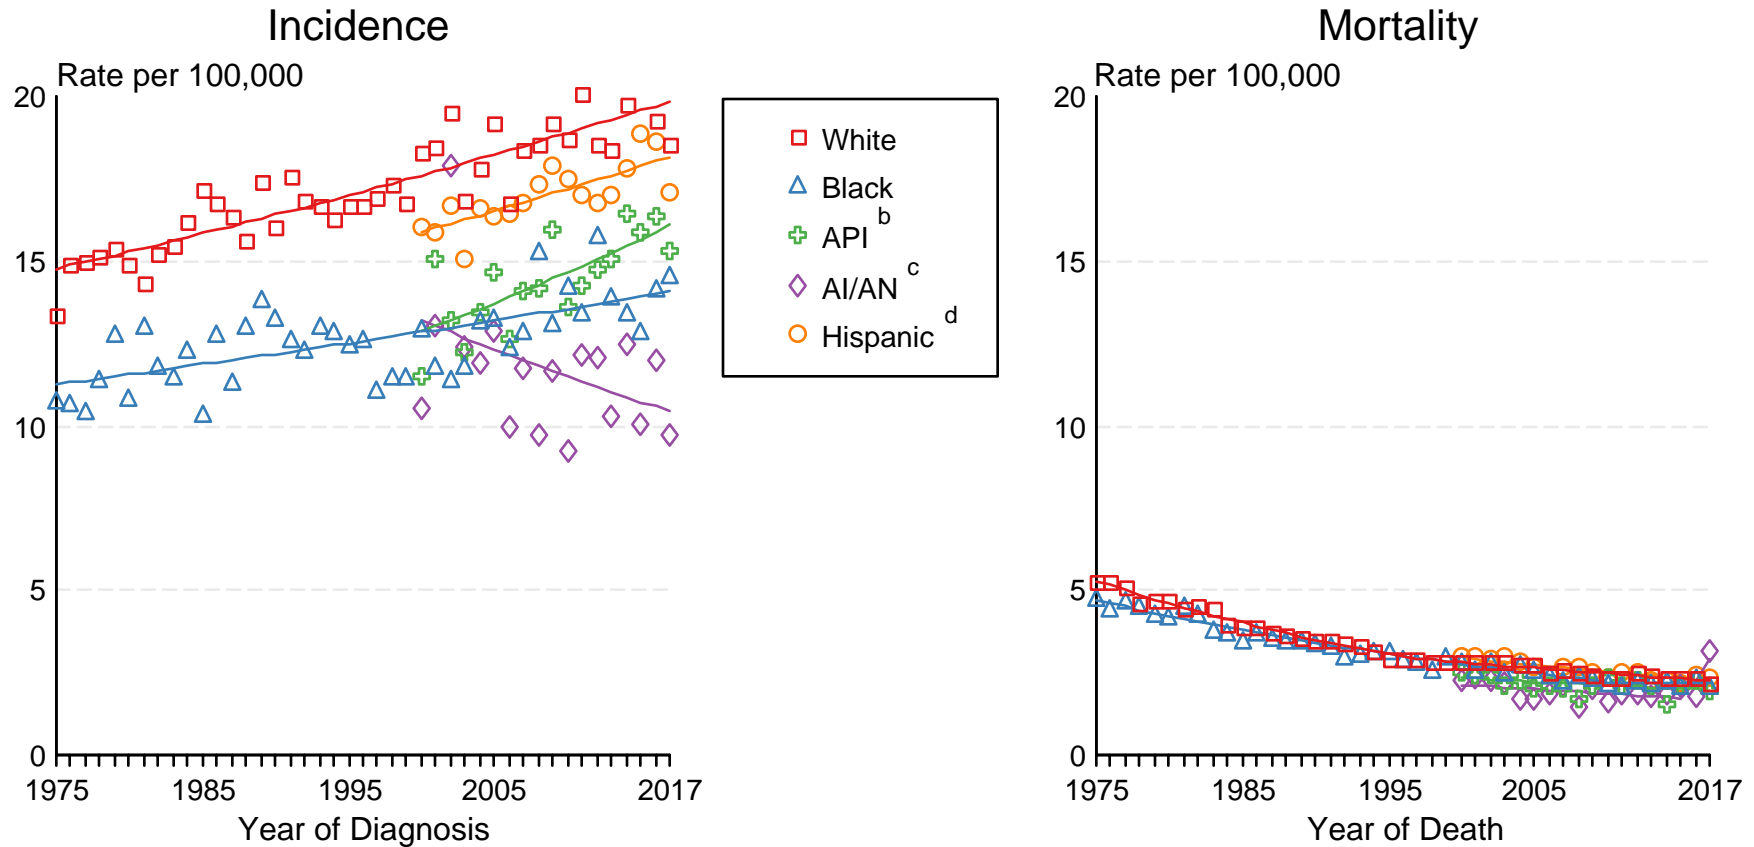 Incidence
Rate per 100,000
20
15
10
5
0
1975 1985 1995 2005 2017
Year of Diagnosis
White
Black
API b
AI/AN c
Hispanic d
Mortality
Rate per 100,000
20
15
10
5
0
1975 1985 1995 2005 2017
Year of Death